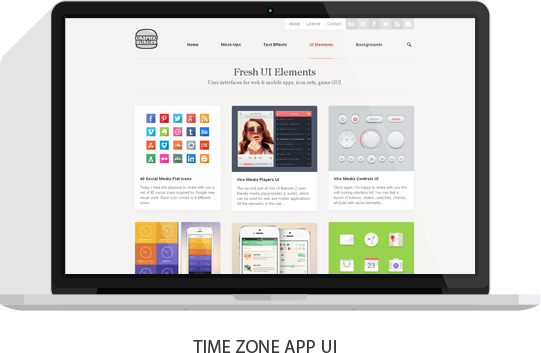 About License Contact
GRAPHIC
BURGER
Home Mock-Ups Text Effects UI Elements Backgrounds
Fresh UI Elements
User interfaces for web & mobile apps, icon sets, game GUI
40 Social Media Flat Icons
Today I have the pleasure to share you a
set of 40 social icons inspired by Google new
visual style. Each icon comes in 4 different
sizes...
Vire Media Players UI
The second part of Vire UI features 2 user
friendly media players(video & audio), which
can be used for web and mobile applications.
All the elements in this set...
Vire Media Controls UI
Once again, I'm happy to share with you this
soft looking interface kit! You can find a
bunch of buttons, sliders, switches, checks,
all build with vector elements...
23
TIME ZONE APP UI